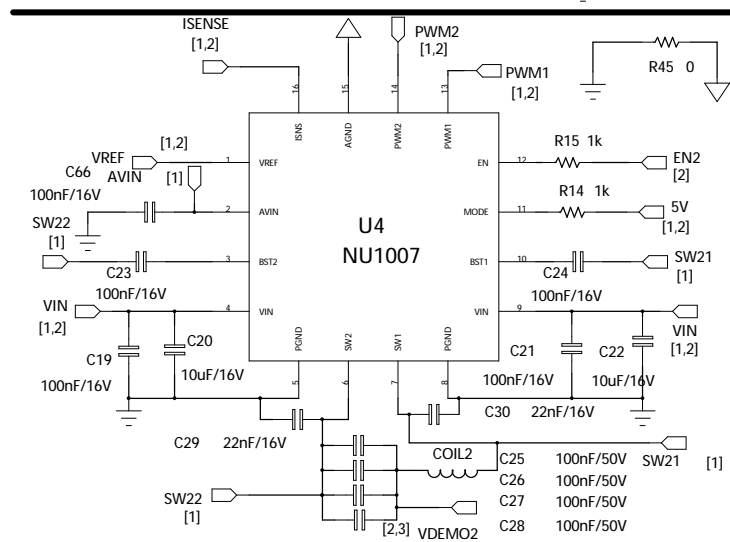 ISENSE
[1,2]
PWM2
[1,2]
PWM1
[1,2]
R45 0
16
15
14
13
ISNS
AGND
PWM2
PWM1
VREF
[1,2]
1
VREF
EN
12
R15 1k
EN2
[2]
C66
100nF/16V
AVIN
[1]
2
AVIN
MODE
11
R14 1k
5V
[1,2]
U4
NU1007
SW22
[1]
C23
100nF/16V
3
BST2
BST1
10
C24
100nF/16V
SW21
[1]
VIN
[1,2]
4
VIN
VIN
9
VIN
[1,2]
PGND
SW2
SW1
PGND
5
6
7
8
C19
100nF/16V
C20
10uF/16V
C21
100nF/16V
C22
10uF/16V
C29 22nF/16V
C30 22nF/16V
COIL2
SW21 [1]
SW22
[1]
[2,3]
VDEMO2
C25 100nF/50V
C26 100nF/50V
C27 100nF/50V
C28 100nF/50V